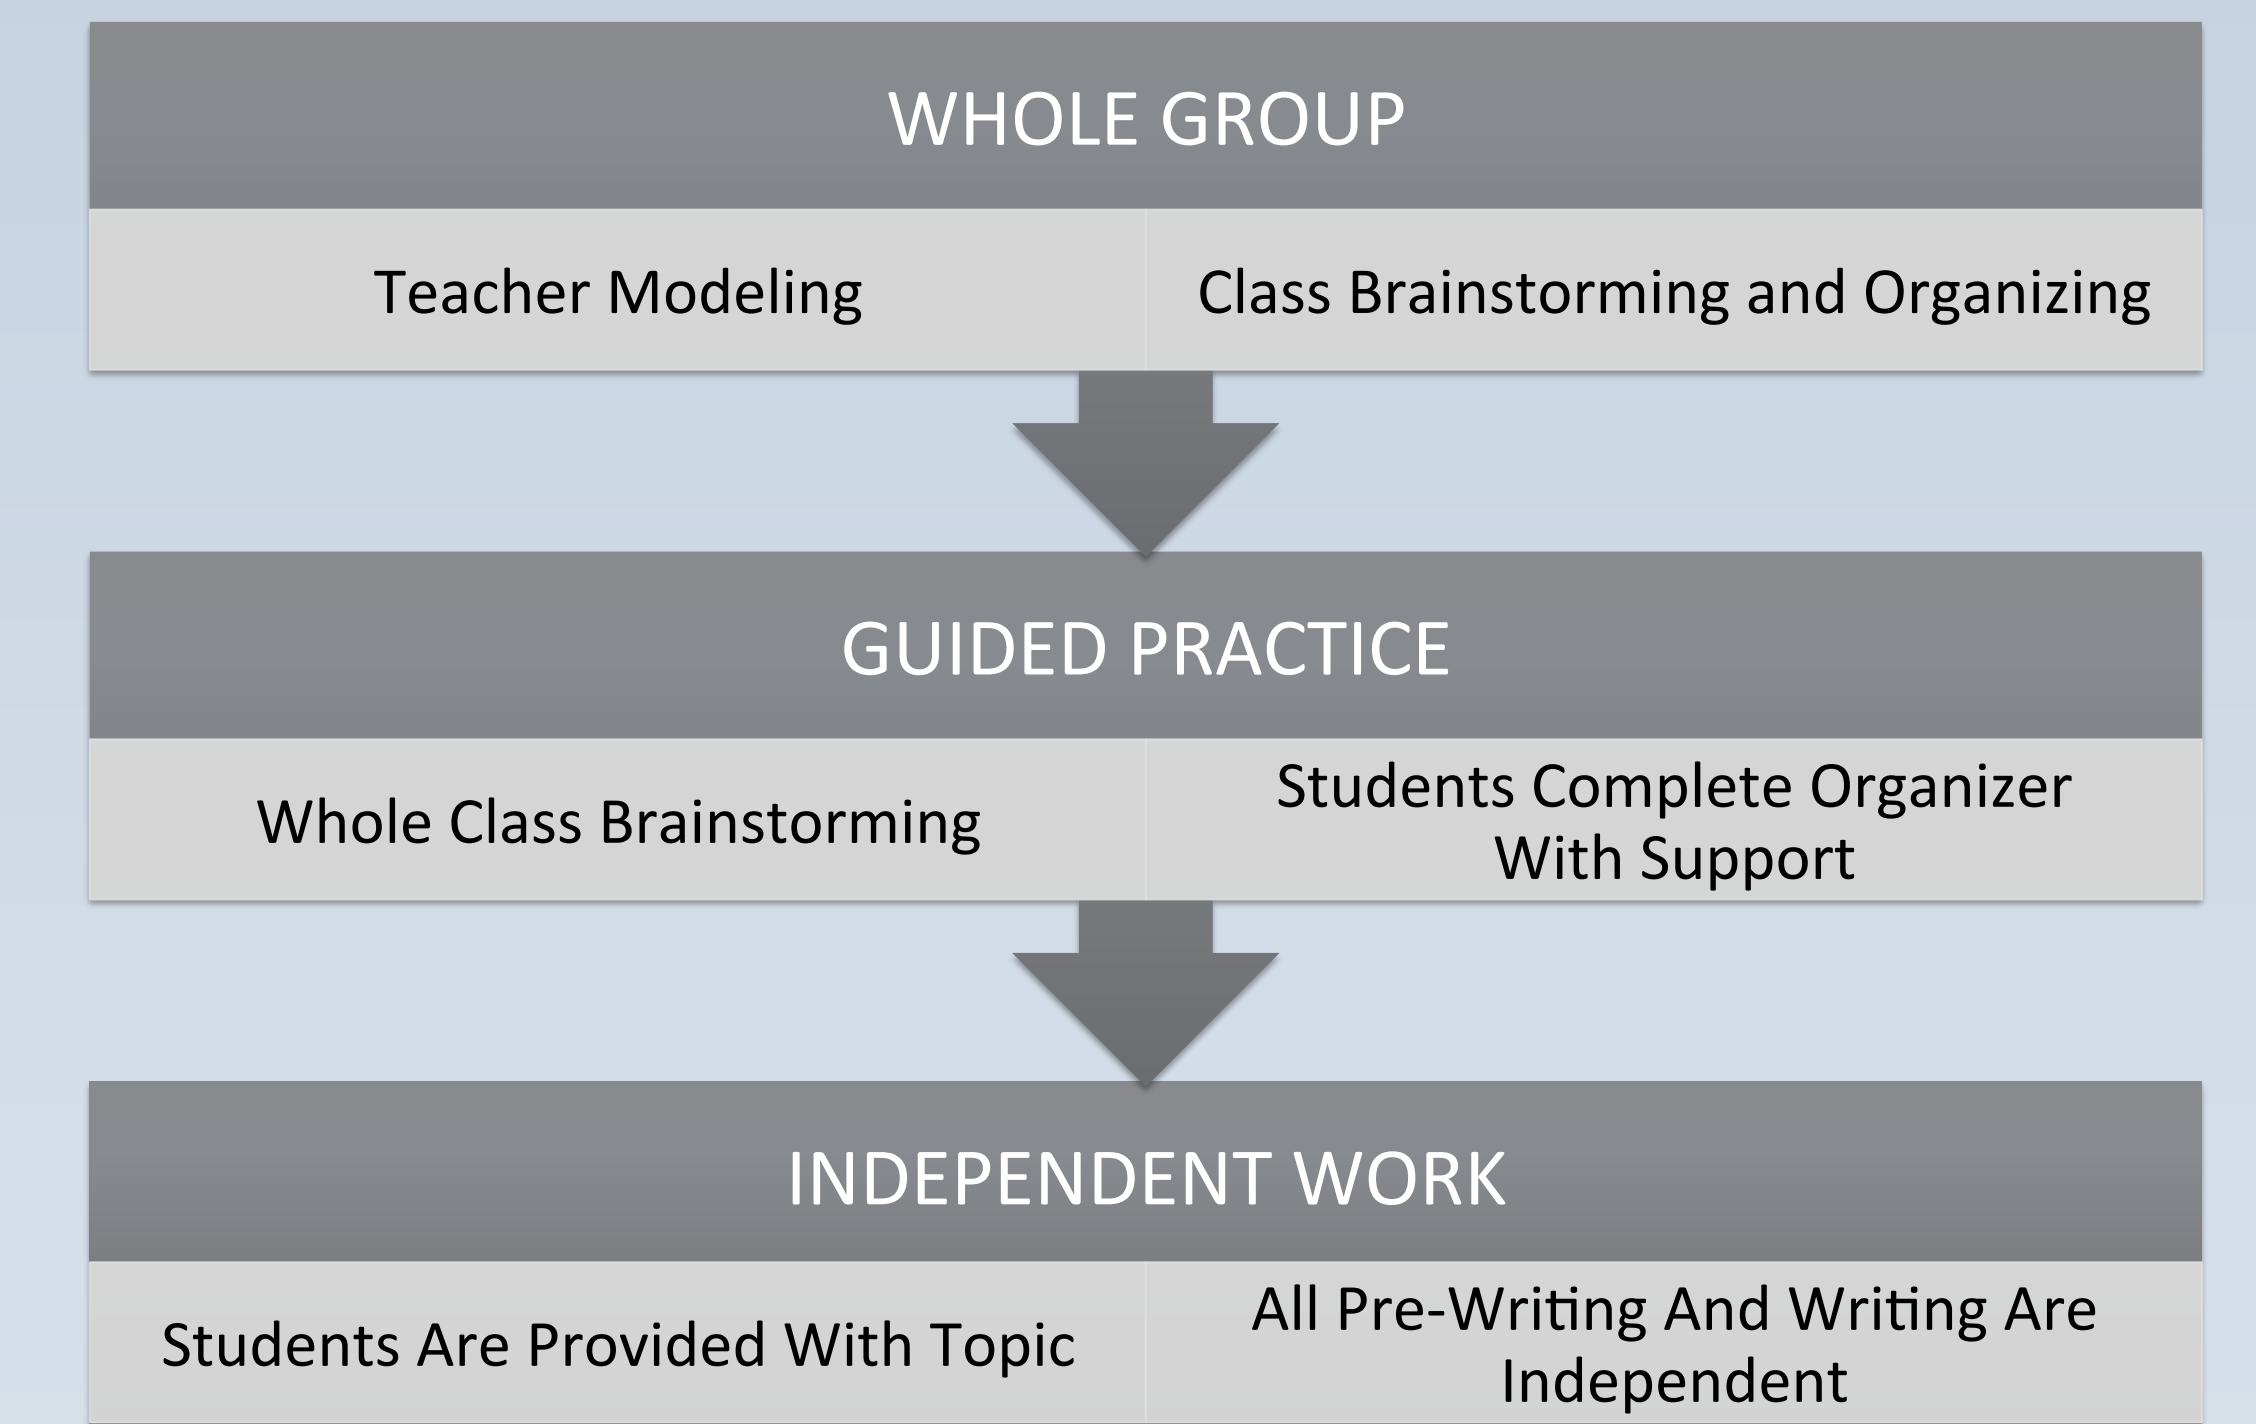 WHOLE GROUP
Teacher Modeling
Class Brainstorming and Organizing
GUIDED PRACTICE
Whole Class Brainstorming
Students Complete Organizer
With Support
INDEPENDENT WORK
Students Are Provided With Topic
All Pre-Writing And Writing Are
Independent